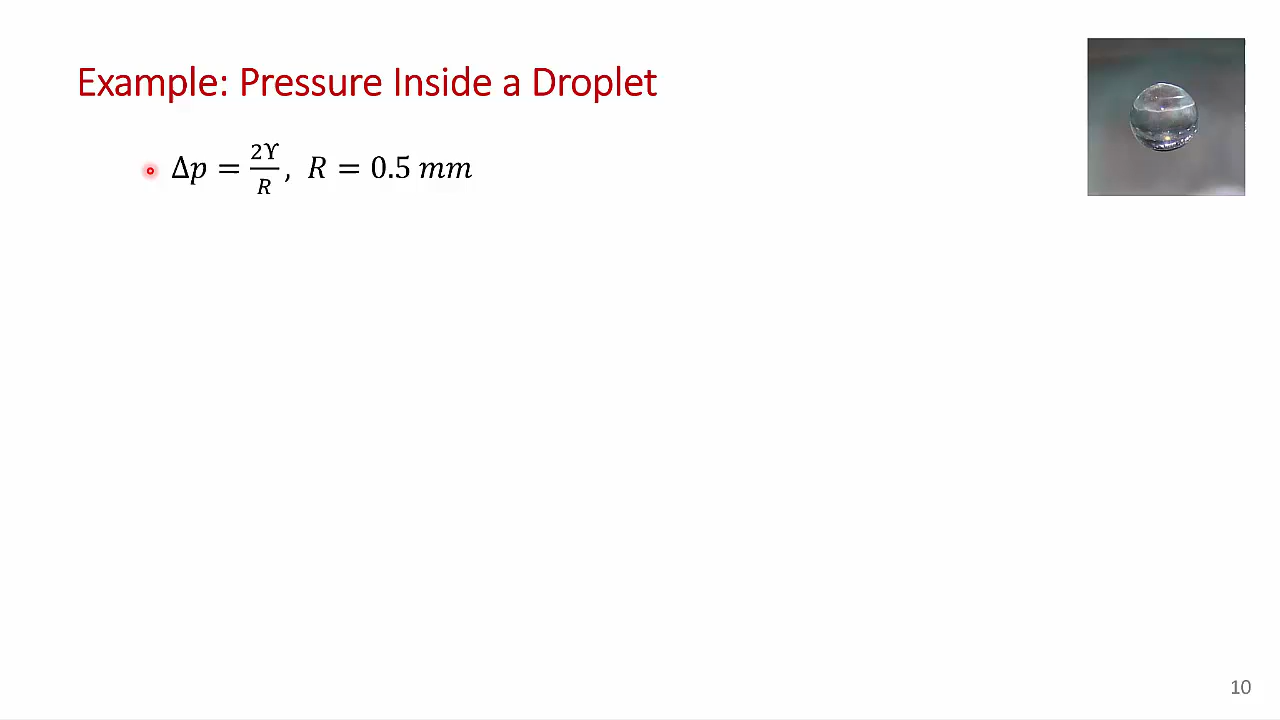 Example: Pressure Inside a Droplet
Δp = 2ϒ/R, R = 0.5 mm
10